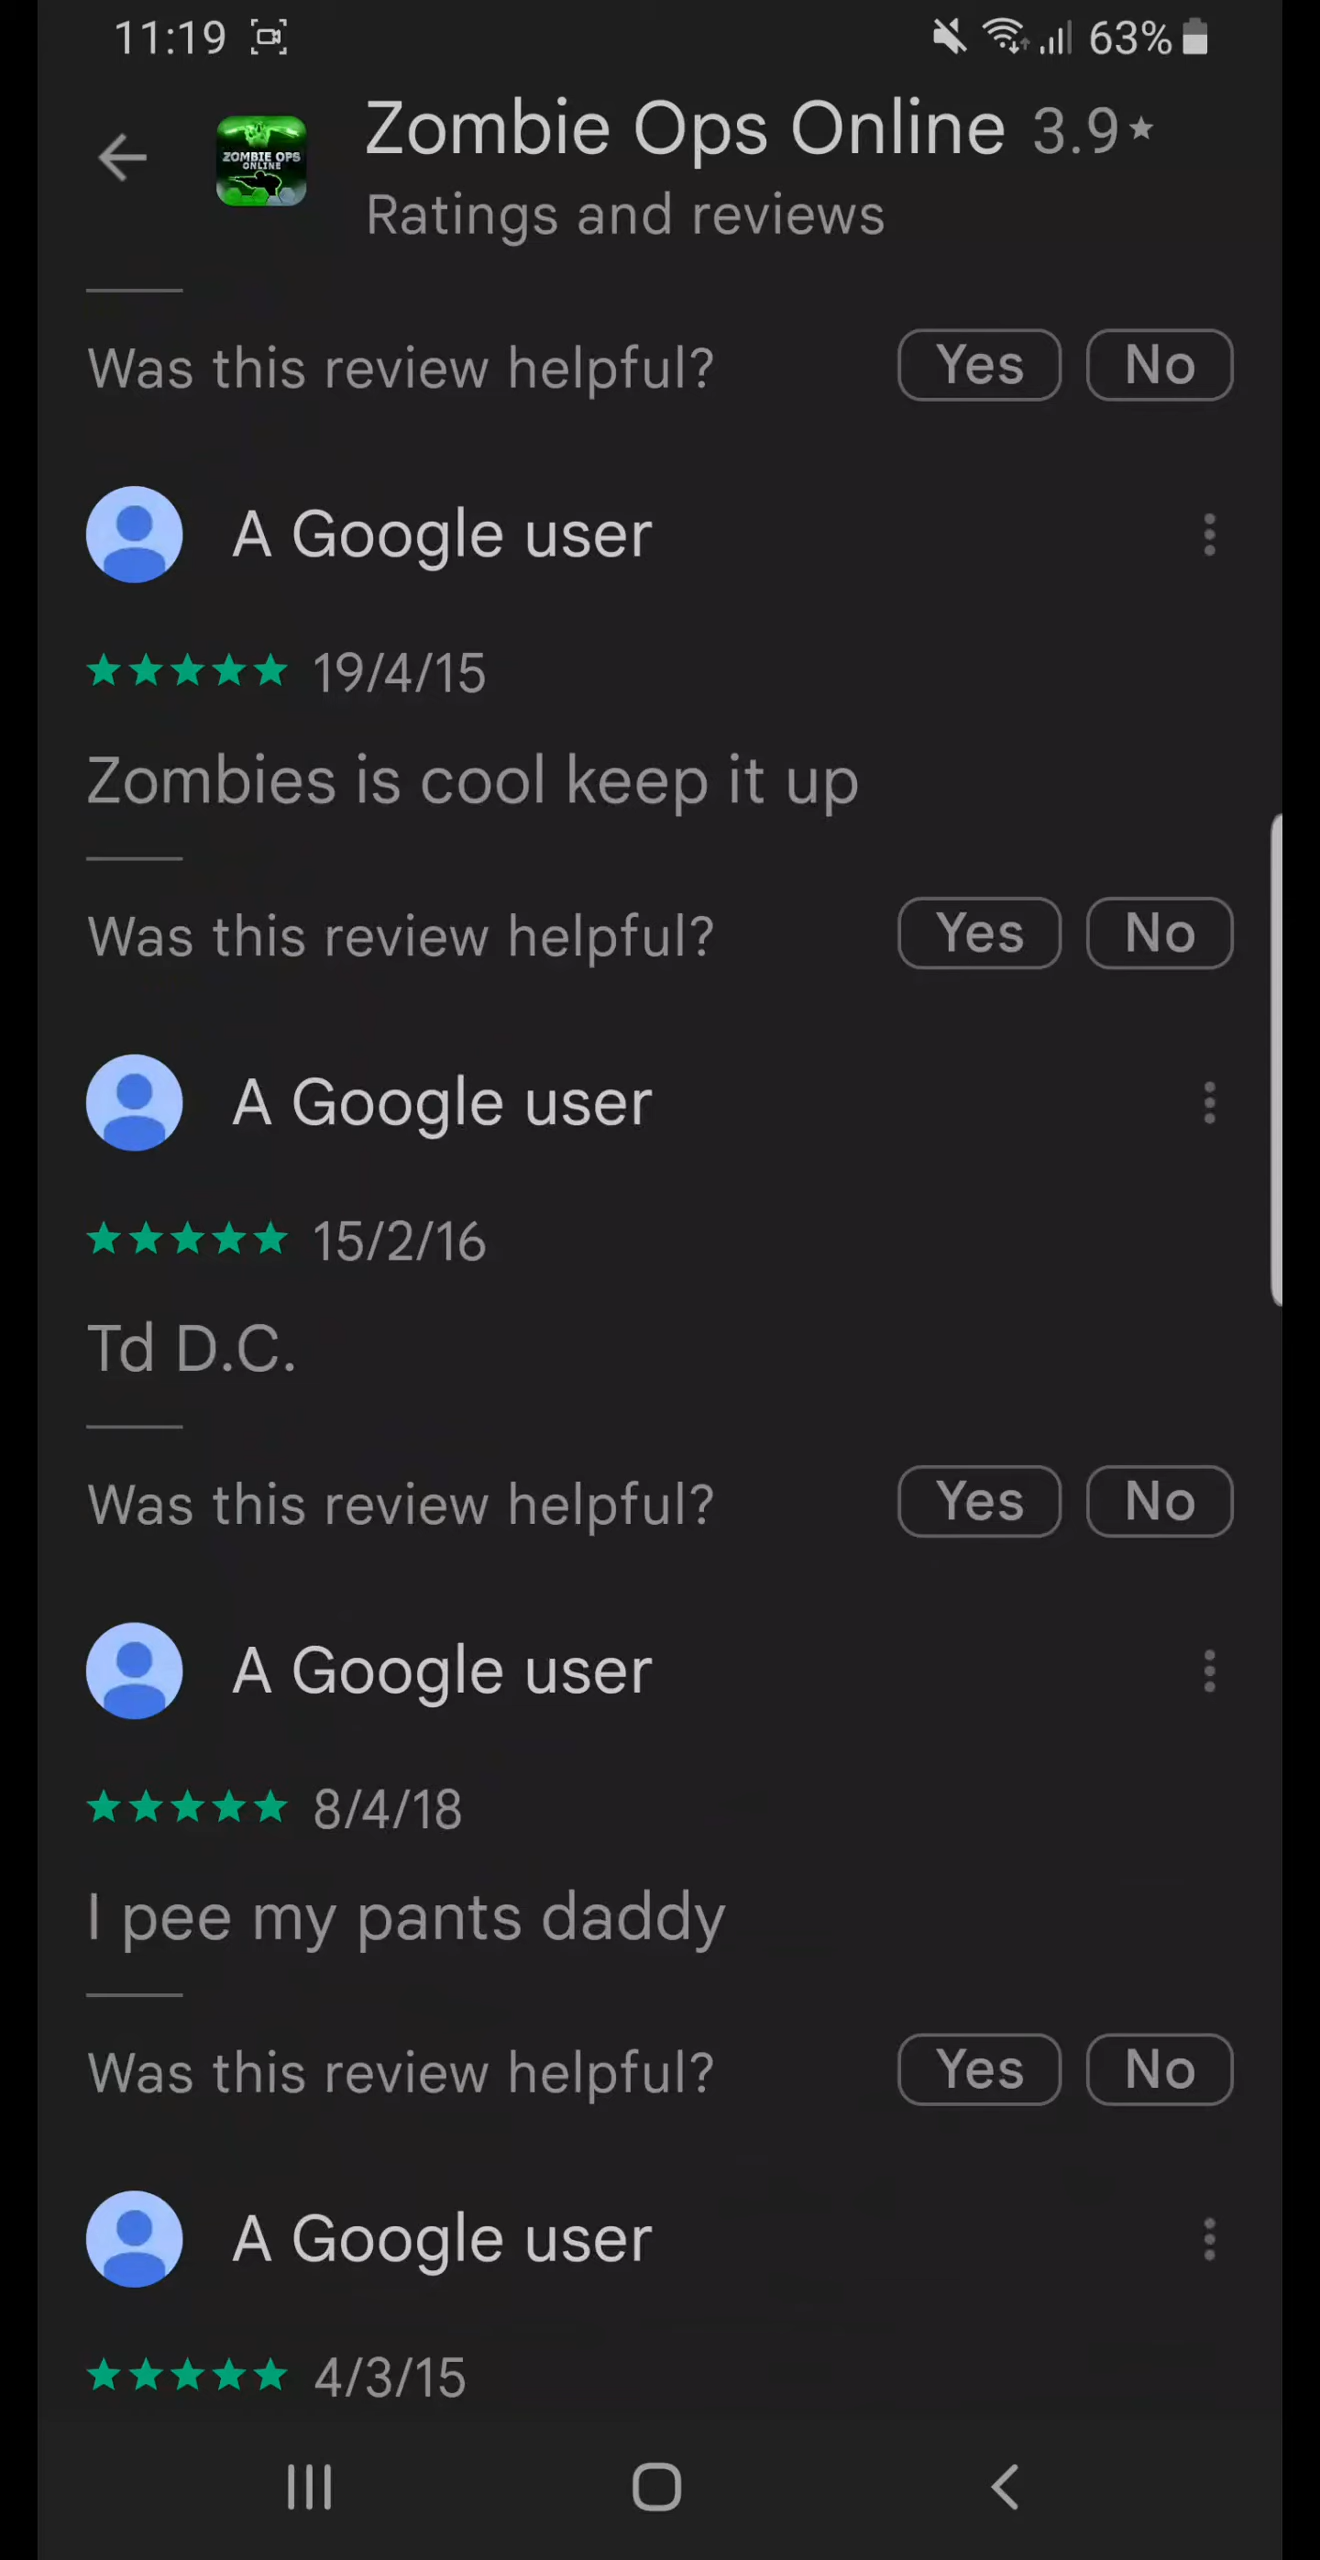 11:19
63%
Zombie Ops Online 3.9★
ZOMBIE OPS
ONLINE
Ratings and reviews
Was this review helpful? Yes No
A Google user
19/4/15
Zombies is cool keep it up
Was this review helpful? Yes No
A Google user
15/2/16
Td D.C.
Was this review helpful? Yes No
A Google user
8/4/18
I pee my pants daddy
Was this review helpful? Yes No
A Google user
4/3/15